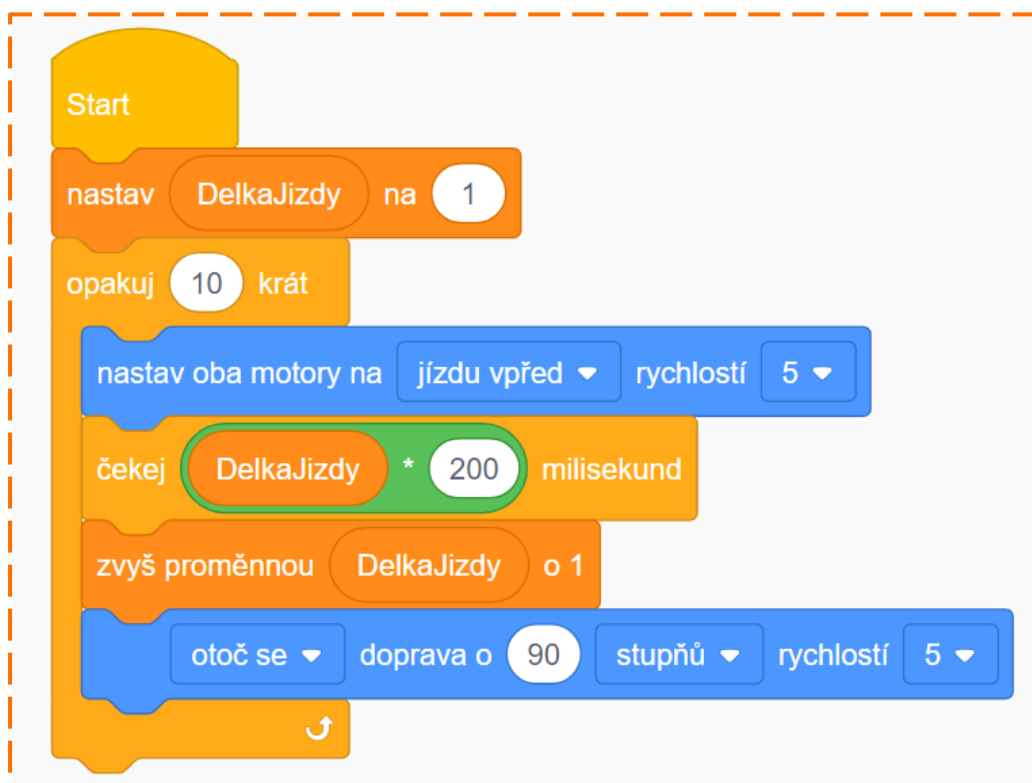 Start
nastav DelkaJizdy na 1
opakuj 10 krát
nastav oba motory na jízdu vpřed rychlostí 5
čekej DelkaJizdy * 200 milisekund
zvyš proměnnou DelkaJizdy o 1
otoč se doprava o 90 stupňů rychlostí 5